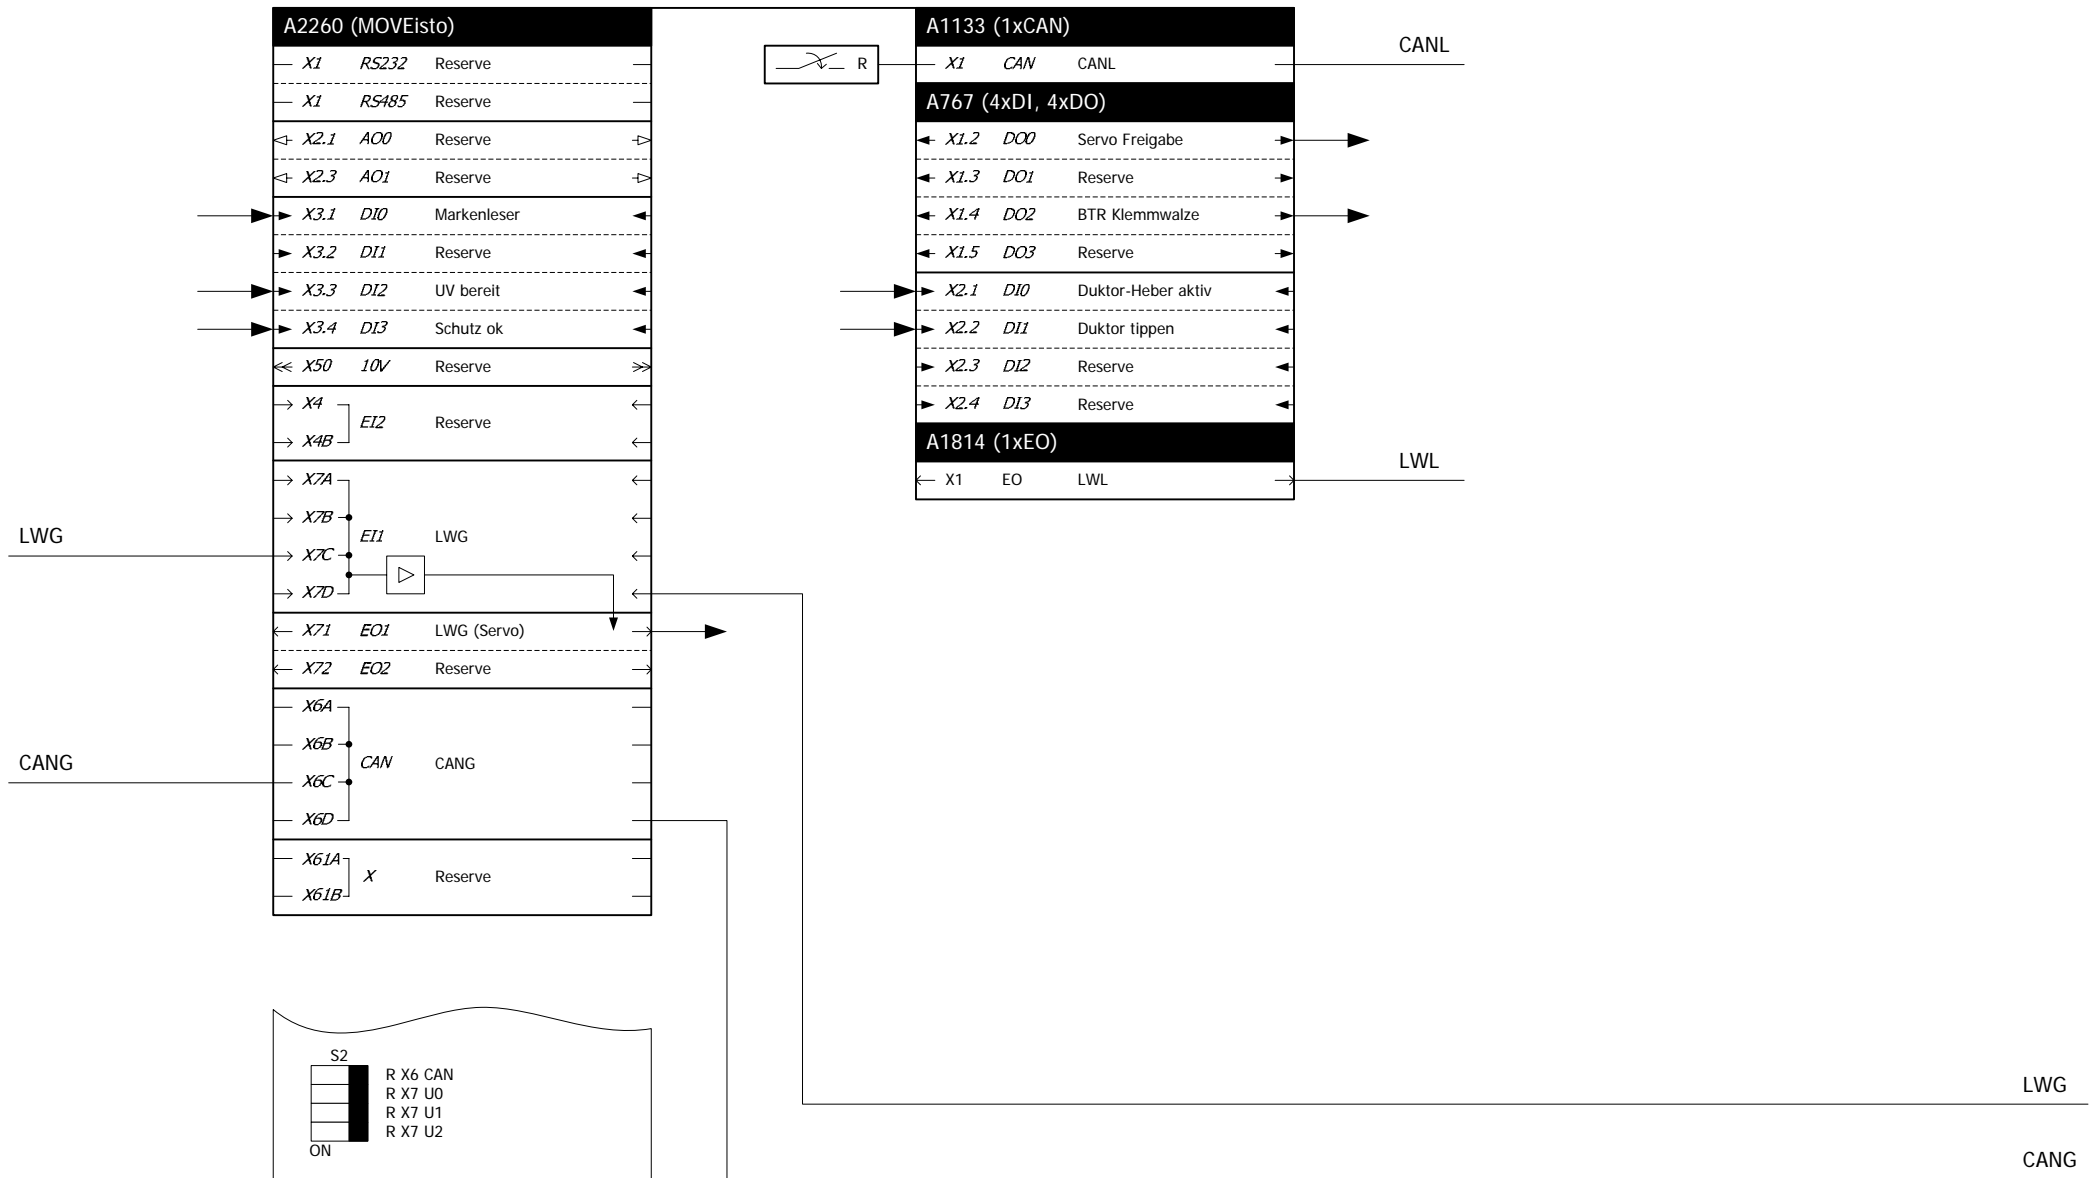 A2260 (MOVEisto)
X1 RS232 Reserve
X1 RS485 Reserve
X2.1 AO0 Reserve
X2.3 AO1 Reserve
X3.1 DI0 Markenleser
X3.2 DI1 Reserve
X3.3 DI2 UV bereit
X3.4 DI3 Schutz ok
X50 10V Reserve
X4
EI2 Reserve
X4B
X7A
X7B
LWG
EI1 LWG
X7C
X7D
X71 EO1 LWG (Servo)
X72 EO2 Reserve
X6A
X6B
CANG
CAN CANG
X6C
X6D
X61A
X Reserve
X61B
A1133 (1xCAN)
CANL
R
X1 CAN CANL
A767 (4xDI, 4xDO)
X1.2 DO0 Servo Freigabe
X1.3 DO1 Reserve
X1.4 DO2 BTR Klemmwalze
X1.5 DO3 Reserve
X2.1 DI0 Duktor-Heber aktiv
X2.2 DI1 Duktor tippen
X2.3 DI2 Reserve
X2.4 DI3 Reserve
A1814 (1xEO)
LWL
X1 EO LWL
S2
R X6 CAN
R X7 U0
R X7 U1
R X7 U2
ON
LWG
CANG